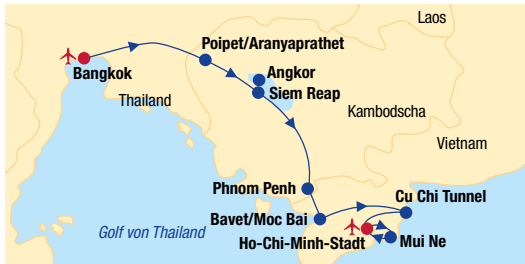 Laos
Poipet/Aranyaprathet
Bangkok
Angkor
Siem Reap
Thailand
Kambodscha
Vietnam
Phnom Penh
Cu Chi Tunnel
Bavet/Moc Bai
Golf von Thailand
Ho-Chi-Minh-Stadt
Mui Ne